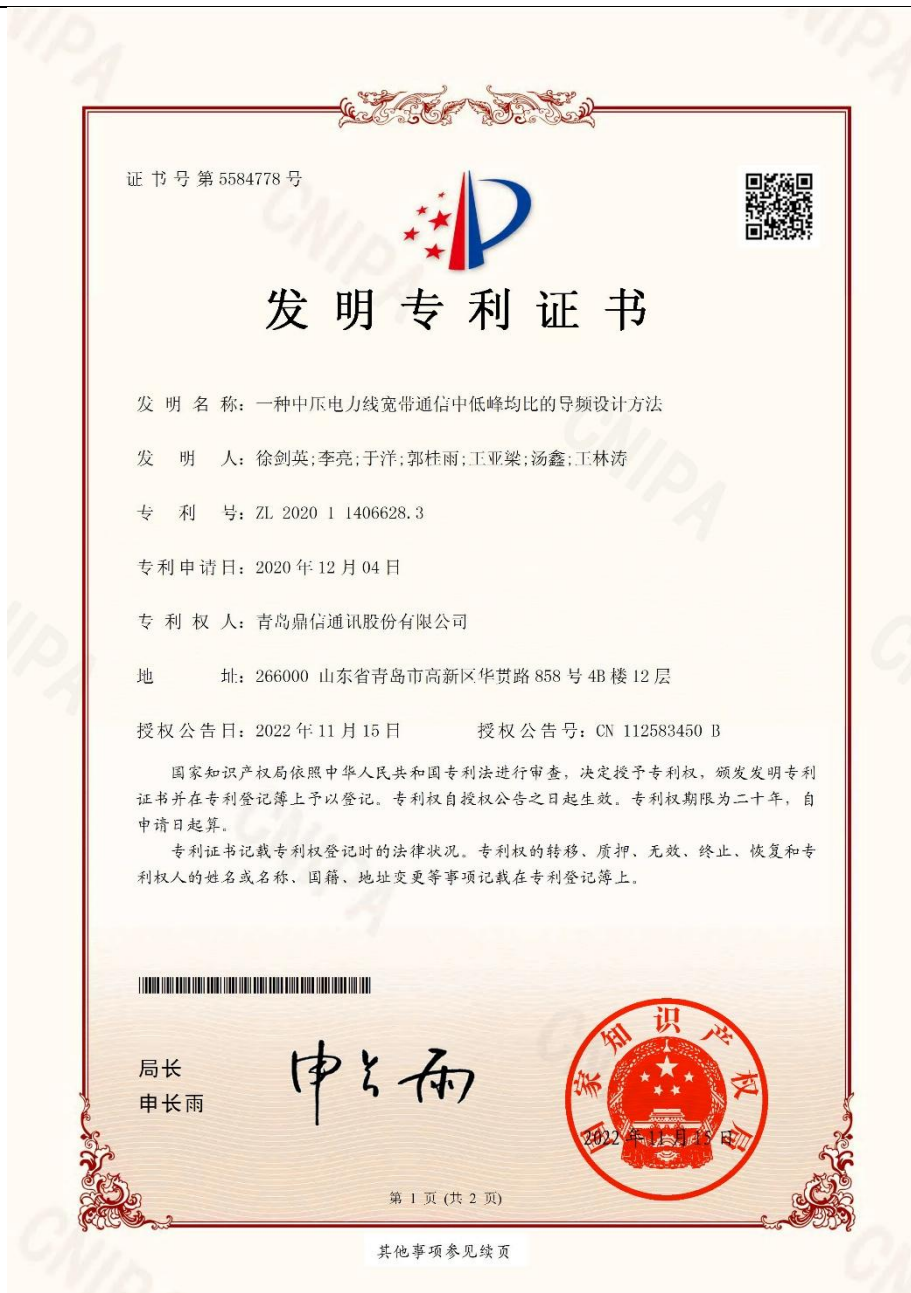 证书号第5584778号
发明专利证书
发明名称：一种中压电力线宽带通信中低峰均比的导频设计方法
发明人：徐剑英;李亮;于洋;郭桂雨;王亚梁;汤鑫;王林涛
专利号：ZL 2020 1 1406628.3
专利申请日：2020年12月04日
专利权人：青岛鼎信通讯股份有限公司
地址：266000 山东省青岛市高新区华贯路858号4B楼12层
授权公告日：2022年11月15日 授权公告号：CN 112583450 B
国家知识产权局依照中华人民共和国专利法进行审查，决定授予专利权，颁发发明专利
证书并在专利登记簿上予以登记。专利权自授权公告之日起生效。专利权期限为二十年，自
申请日起算。
专利证书记载专利权登记时的法律状况。专利权的转移、质押、无效、终止、恢复和专
利权人的姓名或名称、国籍、地址变更等事项记载在专利登记簿上。
局长
申长雨
申长雨
国家知识产权局
2022年11月15日
第 1 页 (共 2 页)
其他事项参见续页
CNIPA